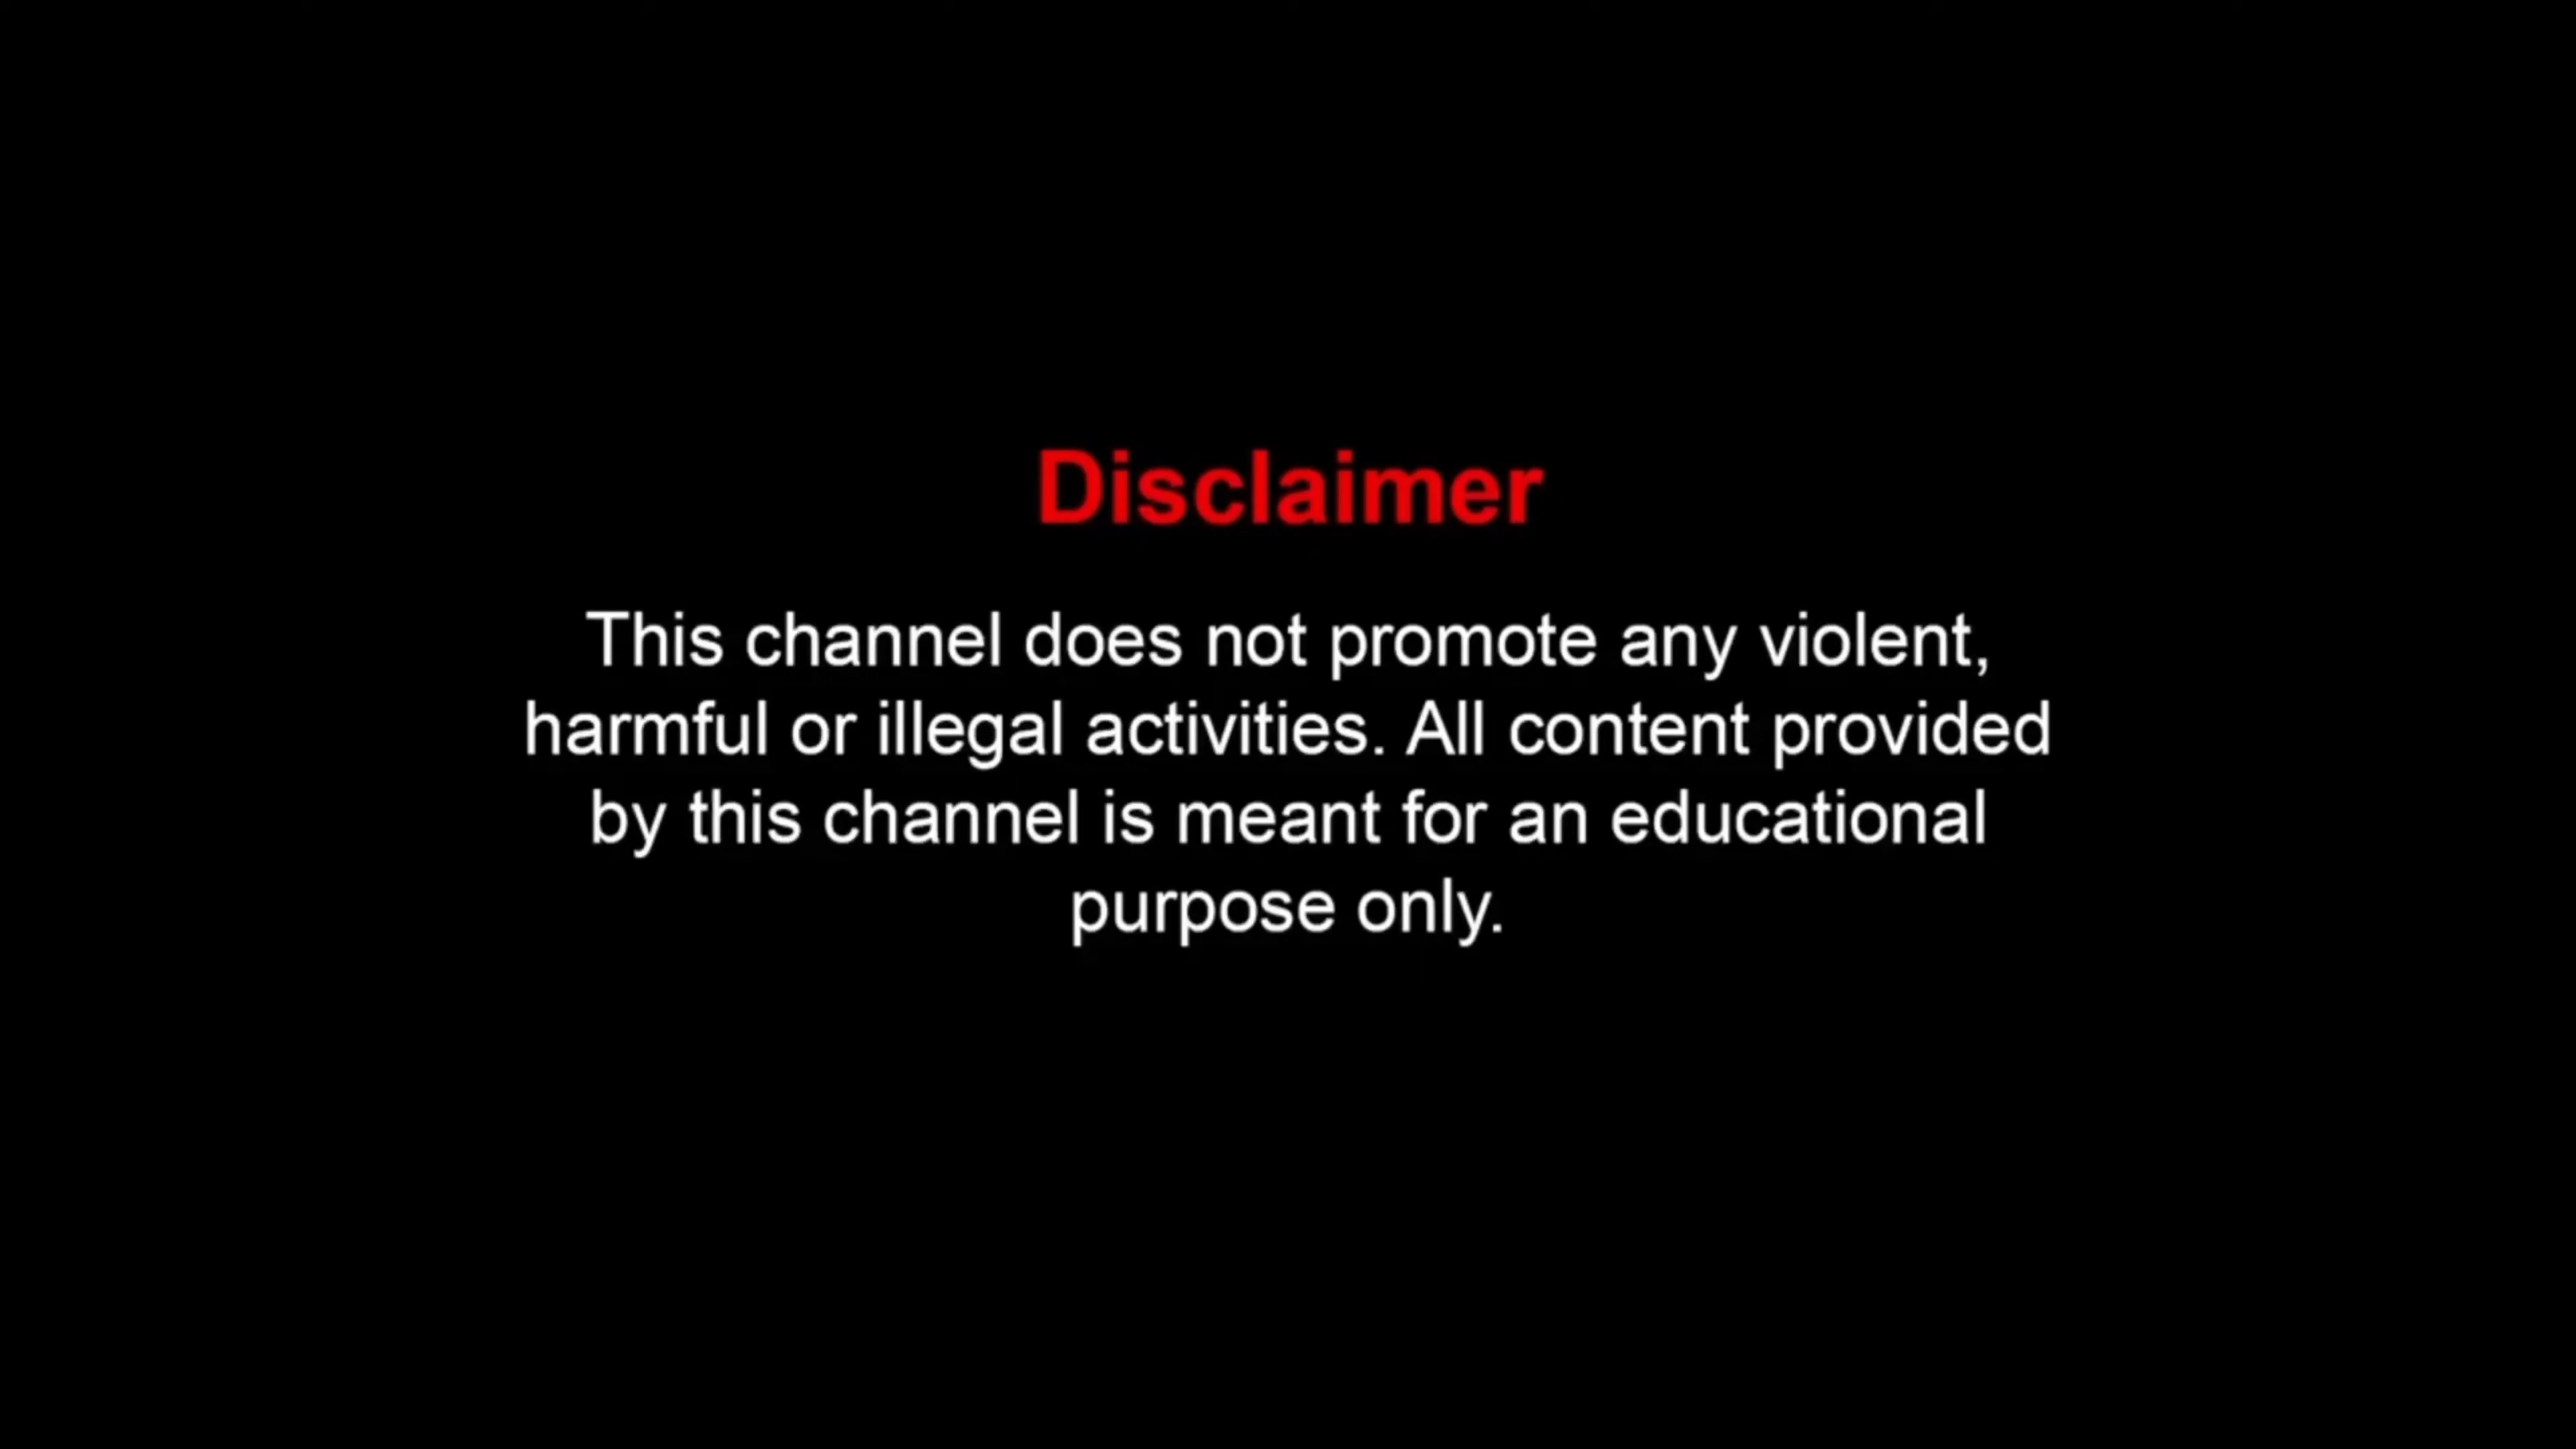 Disclaimer
This channel does not promote any violent,
harmful or illegal activities. All content provided
by this channel is meant for an educational
purpose only.